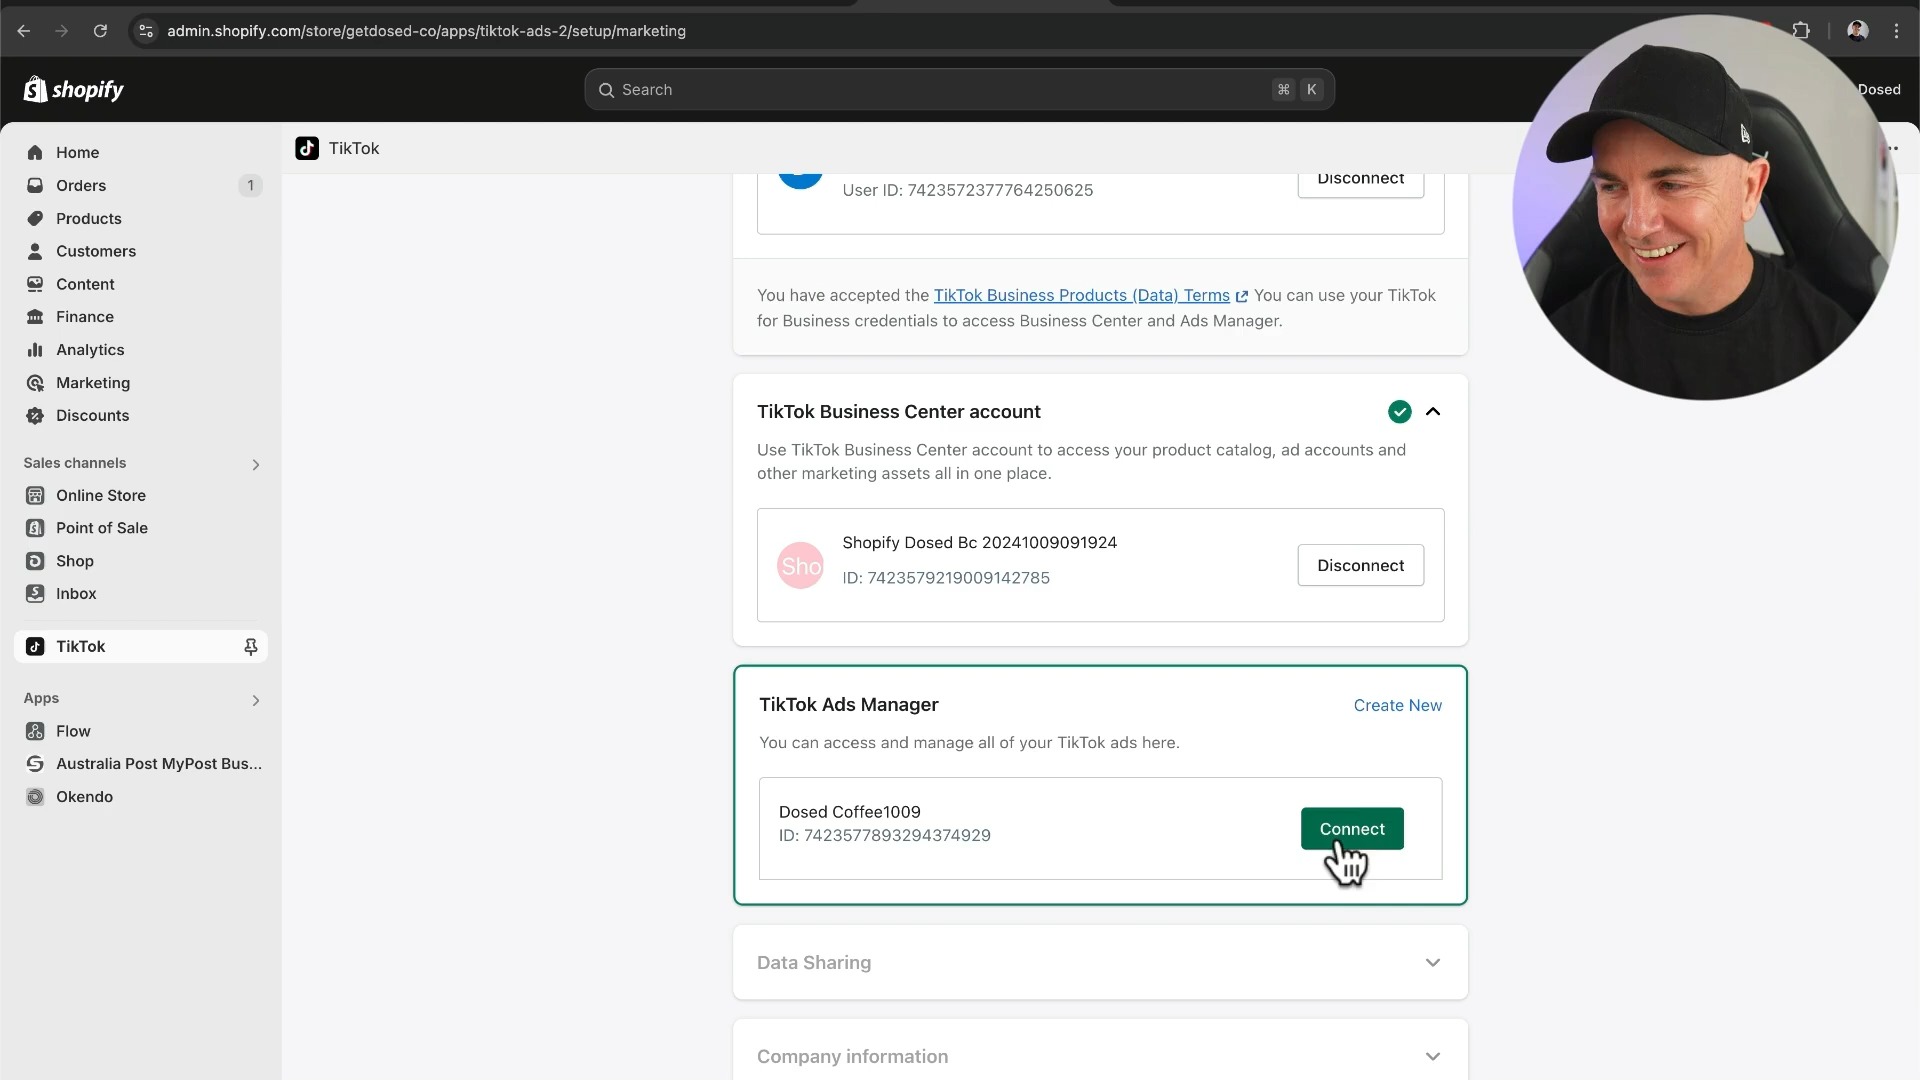 admin.shopify.com/store/getdosed-co/apps/tiktok-ads-2/setup/marketing
shopify
Search
⌘ K
Dosed
Home
Orders
1
Products
Customers
Content
Finance
Analytics
Marketing
Discounts
Sales channels
Online Store
Point of Sale
Shop
Inbox
TikTok
Apps
Flow
Australia Post MyPost Bus...
Okendo
TikTok
User ID: 7423572377764250625
Disconnect
You have accepted the TikTok Business Products (Data) Terms You can use your TikTok
for Business credentials to access Business Center and Ads Manager.
TikTok Business Center account
Use TikTok Business Center account to access your product catalog, ad accounts and
other marketing assets all in one place.
Sho
Shopify Dosed Bc 20241009091924
ID: 7423579219009142785
Disconnect
TikTok Ads Manager
Create New
You can access and manage all of your TikTok ads here.
Dosed Coffee1009
ID: 7423577893294374929
Connect
Data Sharing
Company information